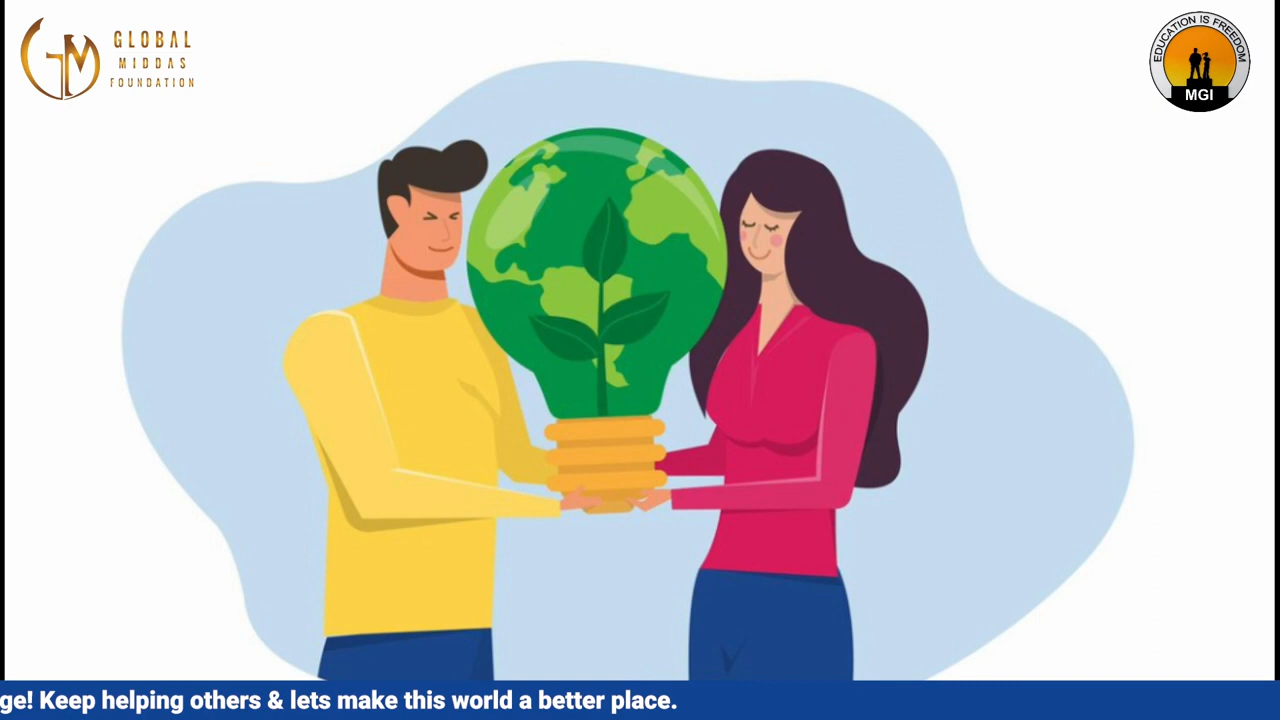 GLOBAL
MIDDAS
FOUNDATION
EDUCATION IS FREEDOM
MGI
ge! Keep helping others & lets make this world a better place.